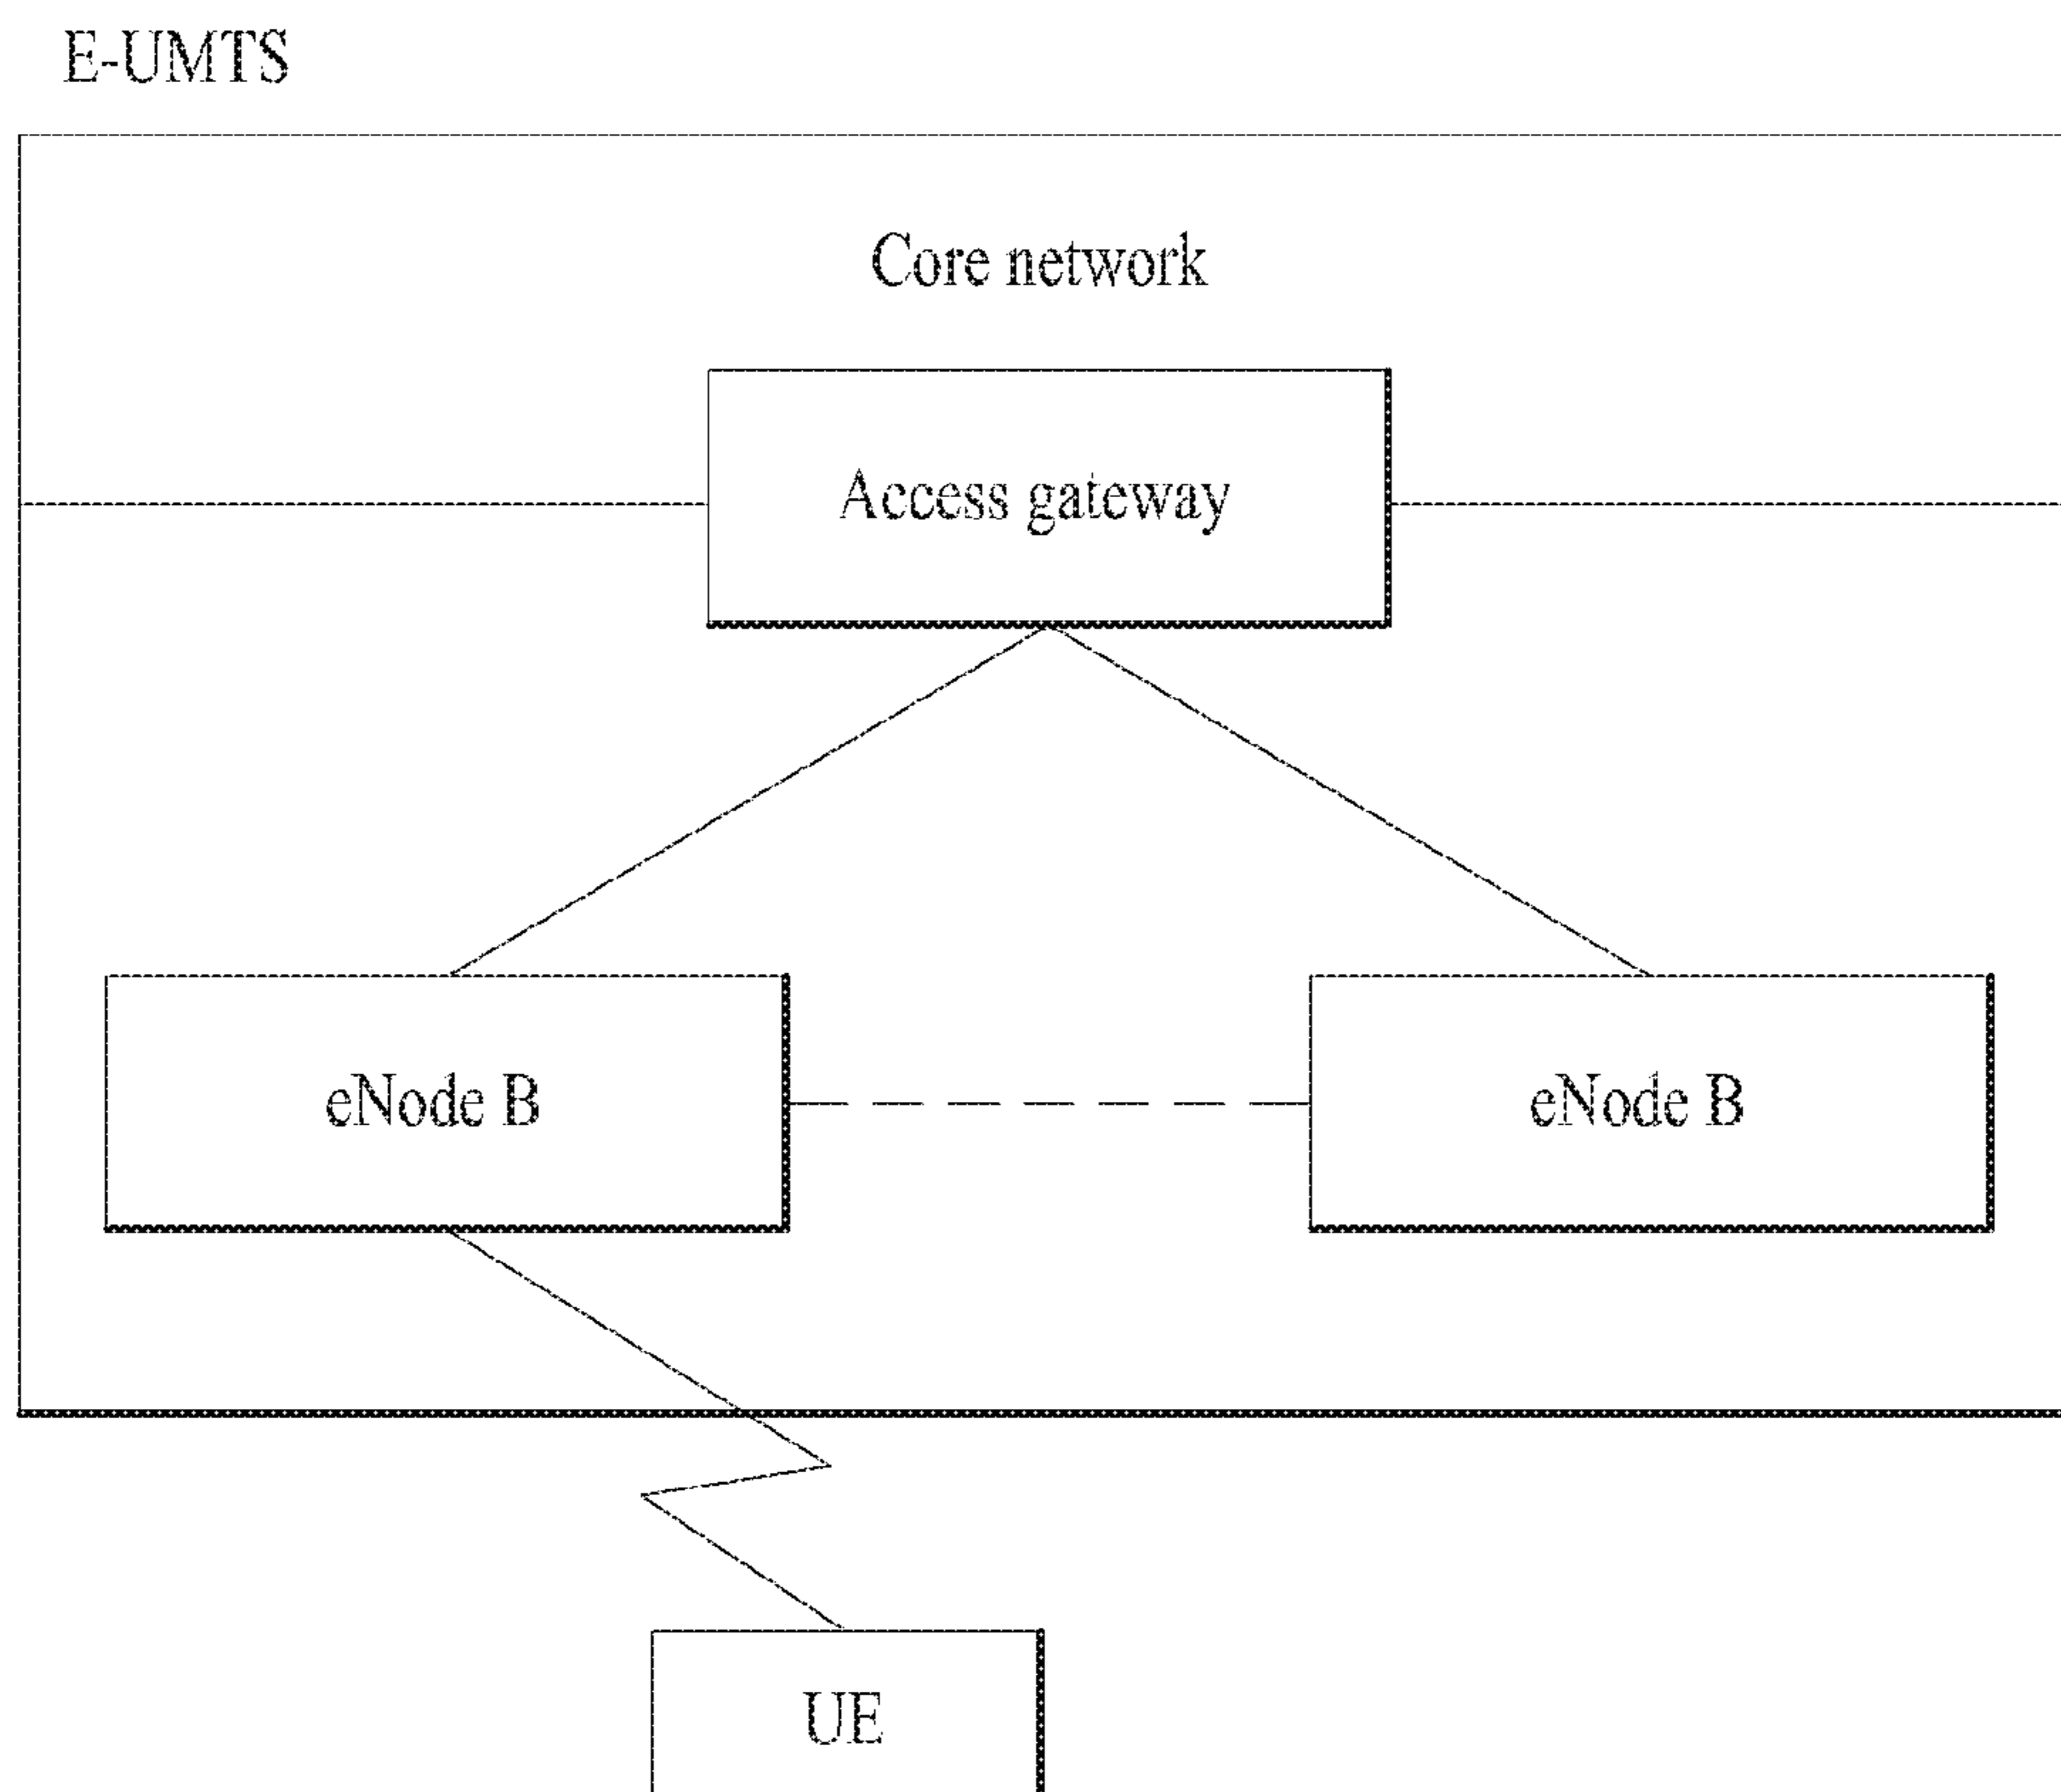 E-UMTS
Core network
Access gateway
eNode B
eNode B
UE